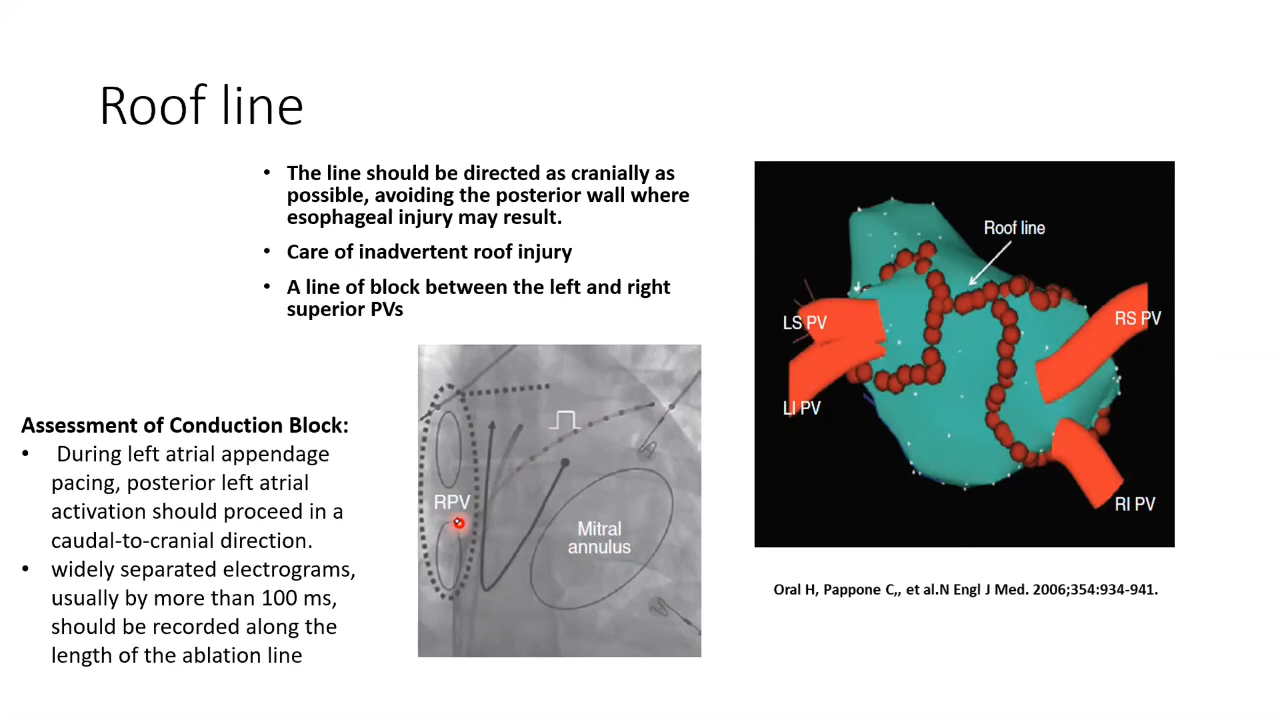 Roof line
• The line should be directed as cranially as
possible, avoiding the posterior wall where
esophageal injury may result.
• Care of inadvertent roof injury
• A line of block between the left and right
superior PVs
Assessment of Conduction Block:
• During left atrial appendage
pacing, posterior left atrial
activation should proceed in a
caudal-to-cranial direction.
• widely separated electrograms,
usually by more than 100 ms,
should be recorded along the
length of the ablation line
RPV
Mitral
annulus
Roof line
LS PV
RS PV
LI PV
RI PV
Oral H, Pappone C,, et al.N Engl J Med. 2006;354:934-941.